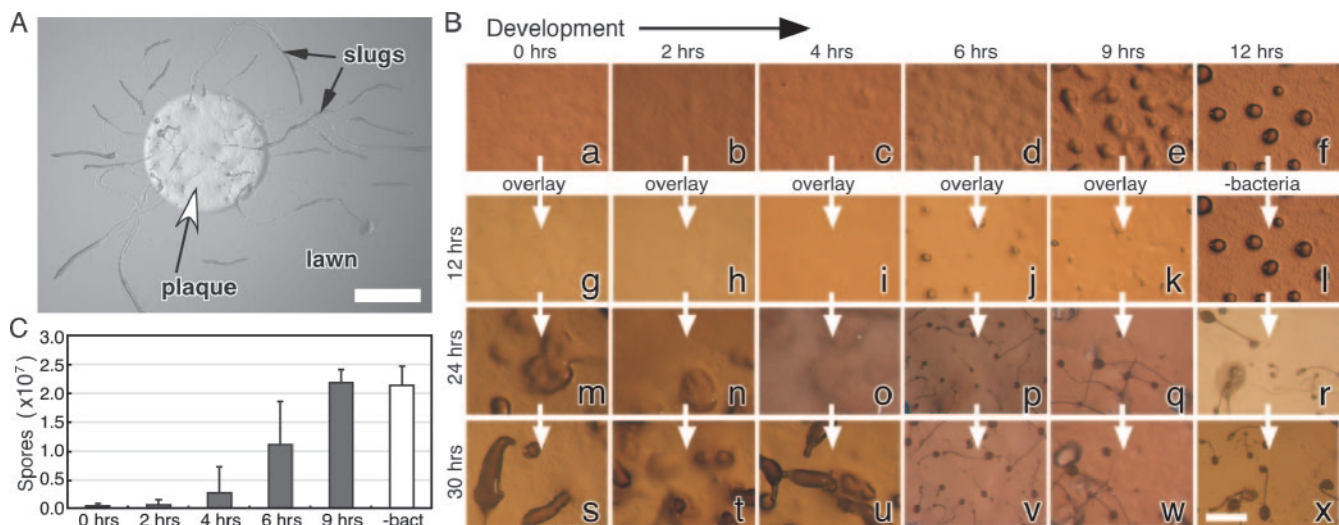 A
slugs
plaque
lawn
B
Development
0 hrs 2 hrs 4 hrs 6 hrs 9 hrs 12 hrs
a b c d e f
overlay overlay overlay overlay overlay -bacteria
12 hrs
g h i j k l
24 hrs
m n o p q r
30 hrs
s t u v w x
C
Spores (x10⁷)
3.0
2.5
2.0
1.5
1.0
0.5
0
0 hrs 2 hrs 4 hrs 6 hrs 9 hrs -bact